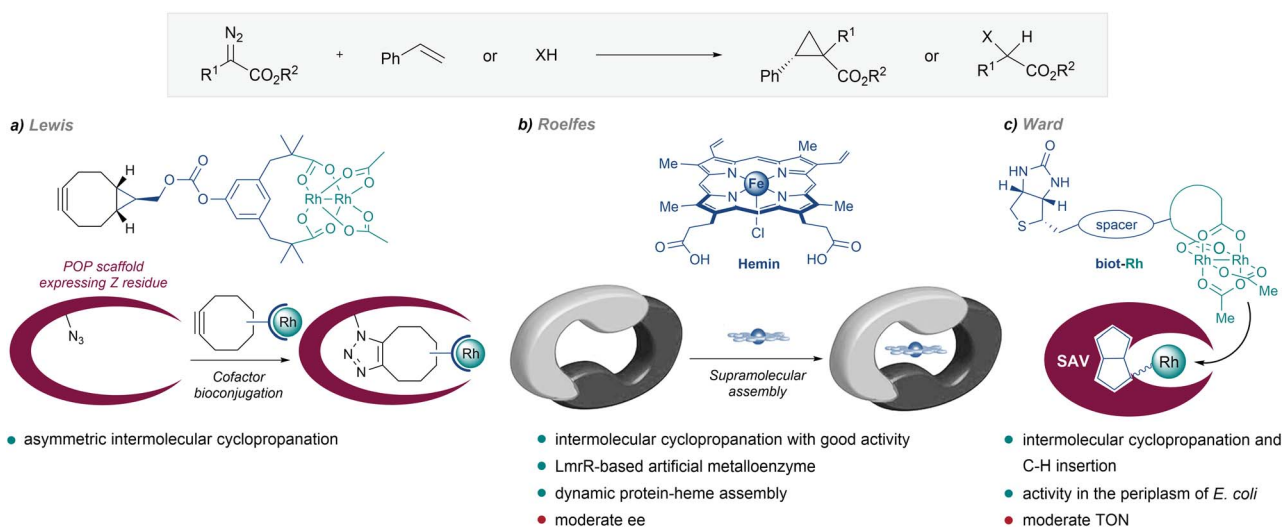 N2
R1
CO2R2
+
Ph
or
XH
R1
Ph
CO2R2
or
X
H
R1
CO2R2
a) Lewis
H
H
O
O
O
O
O
O
O
Rh
Rh
O
O
O
O
POP scaffold
expressing Z residue
N3
Rh
Cofactor
bioconjugation
N
N
N
Rh
asymmetric intermolecular cyclopropanation
b) Roelfes
Me
Me
N
N
Fe
N
N
Me
Me
Cl
O
OH
O
HO
Hemin
Supramolecular
assembly
intermolecular cyclopropanation with good activity
LmrR-based artificial metalloenzyme
dynamic protein-heme assembly
moderate ee
c) Ward
O
HN
NH
H
H
S
spacer
biot-Rh
O
O
O
O
Rh
Rh
O
O
O
O
Me
Me
SAV
Rh
intermolecular cyclopropanation and
C-H insertion
activity in the periplasm of E. coli
moderate TON